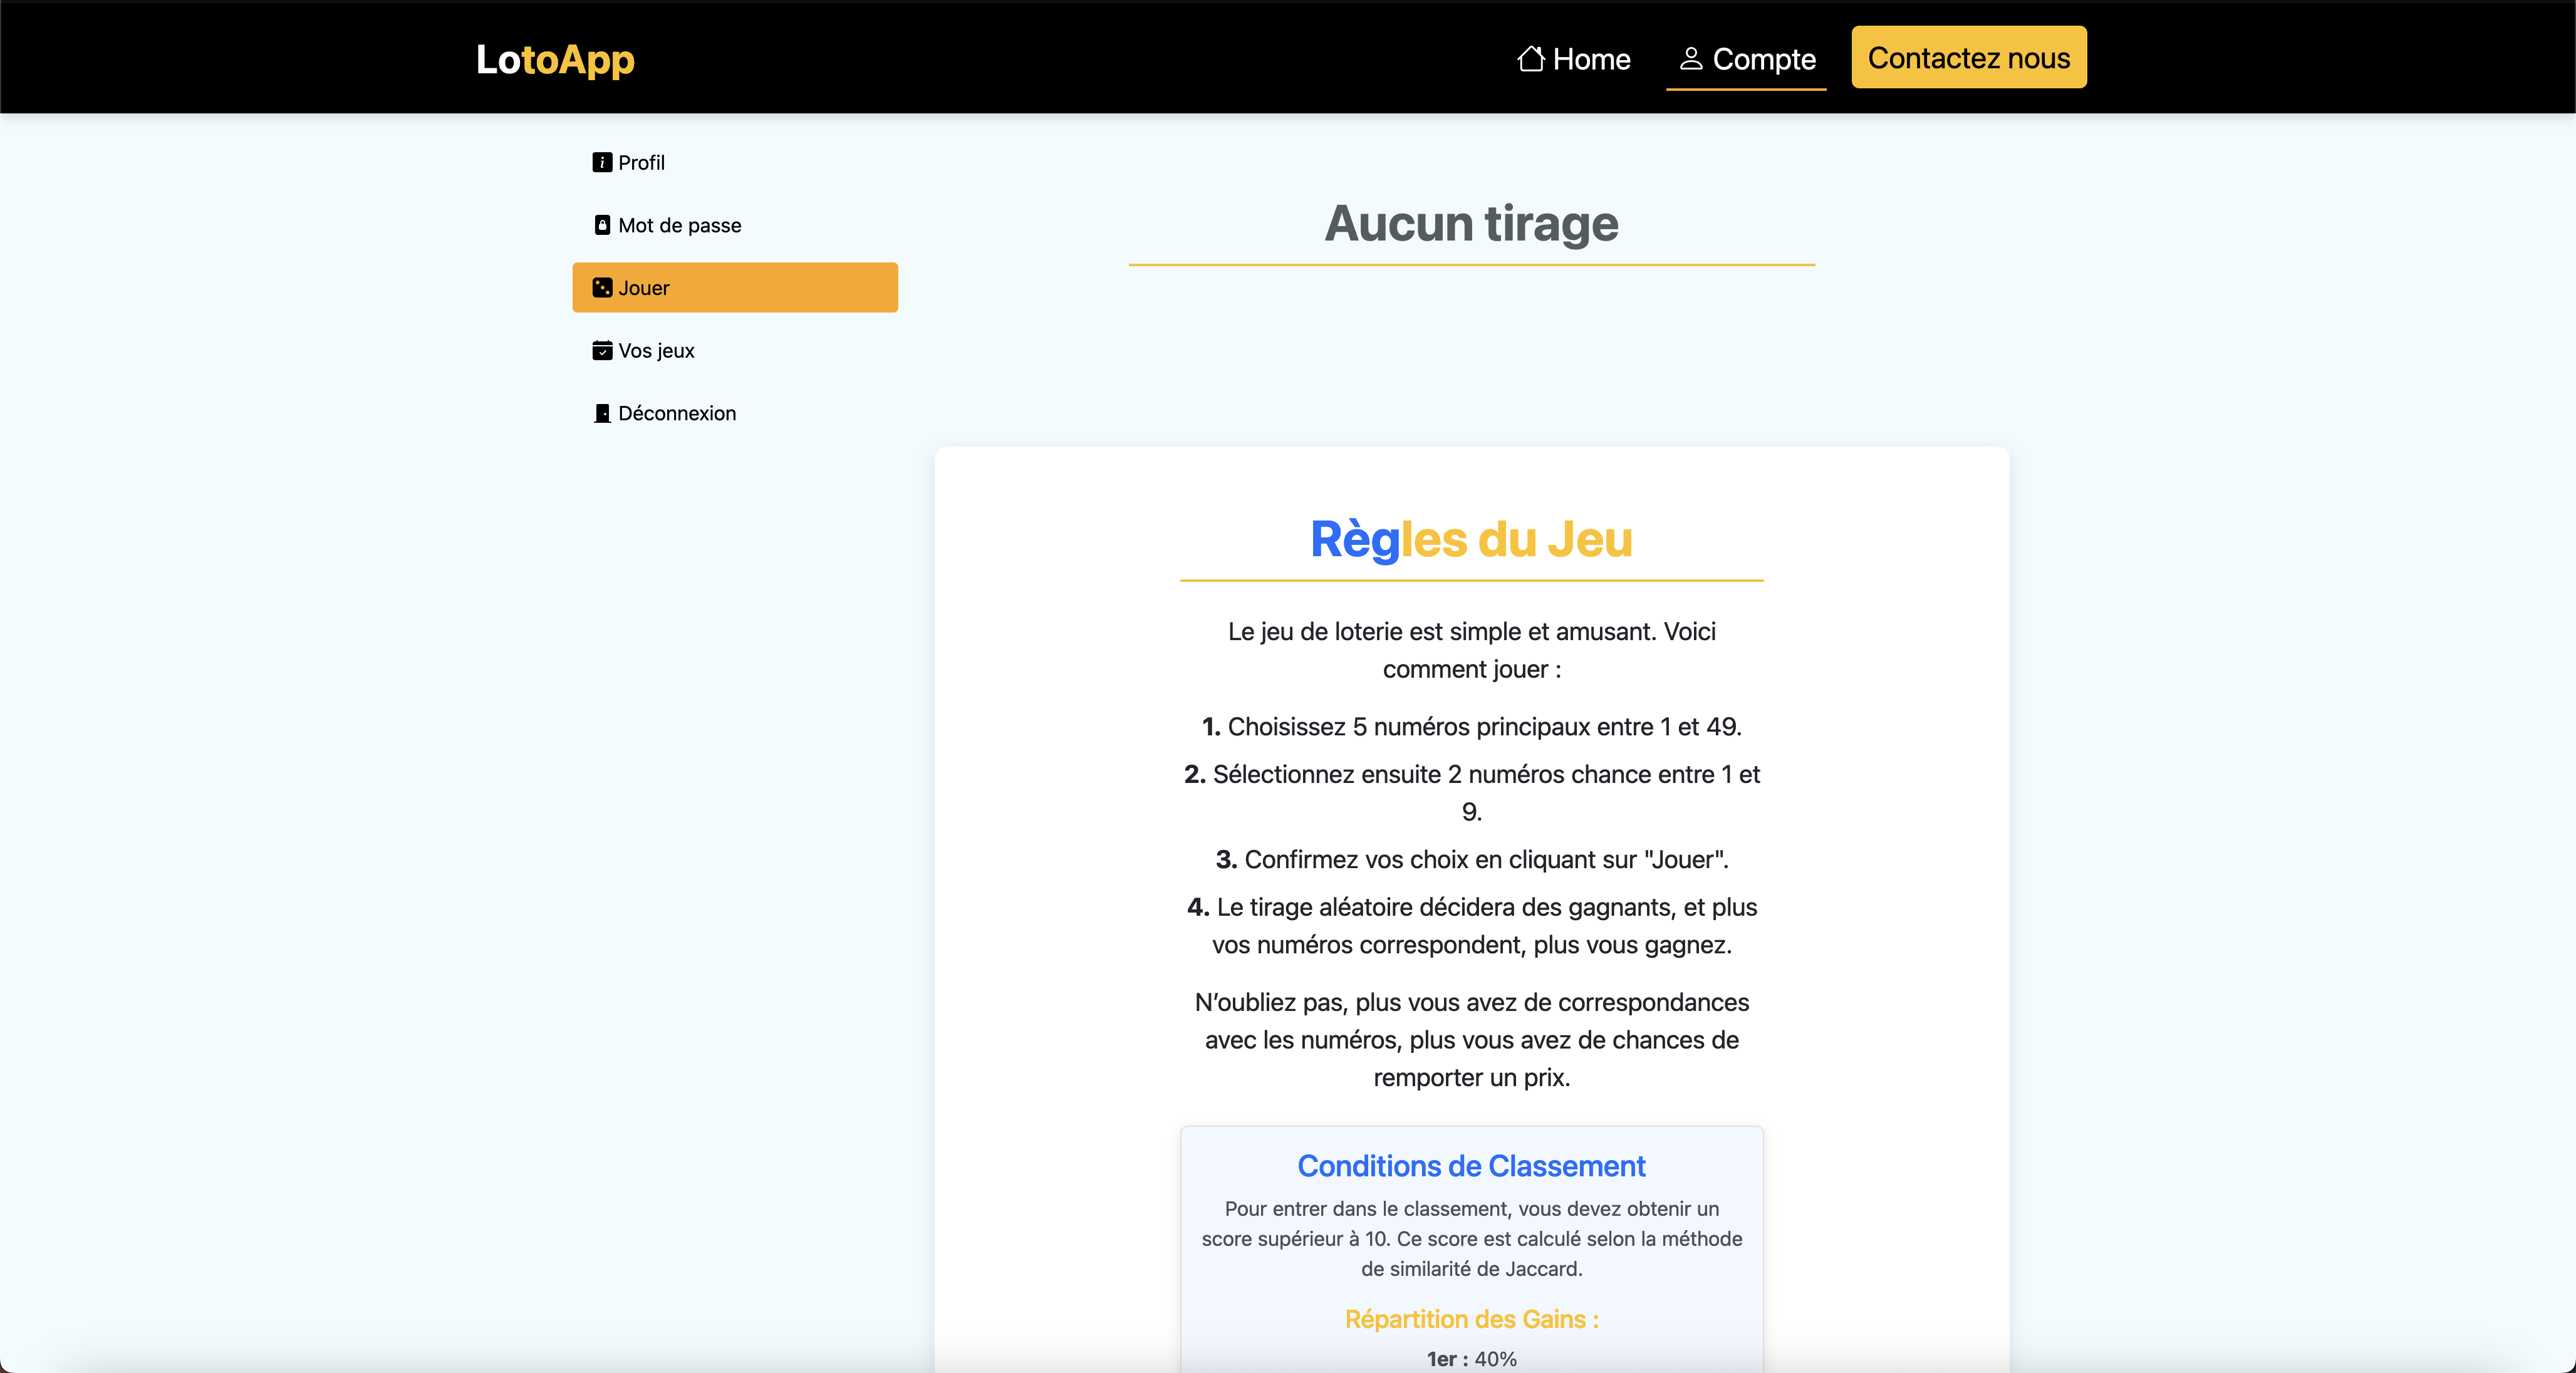 LotoApp
Home
Compte
Contactez nous
Profil
Mot de passe
Jouer
Vos jeux
Déconnexion
Aucun tirage
Règles du Jeu
Le jeu de loterie est simple et amusant. Voici
comment jouer :
1. Choisissez 5 numéros principaux entre 1 et 49.
2. Sélectionnez ensuite 2 numéros chance entre 1 et
9.
3. Confirmez vos choix en cliquant sur "Jouer".
4. Le tirage aléatoire décidera des gagnants, et plus
vos numéros correspondent, plus vous gagnez.
N’oubliez pas, plus vous avez de correspondances
avec les numéros, plus vous avez de chances de
remporter un prix.
Conditions de Classement
Pour entrer dans le classement, vous devez obtenir un
score supérieur à 10. Ce score est calculé selon la méthode
de similarité de Jaccard.
Répartition des Gains :
1er : 40%